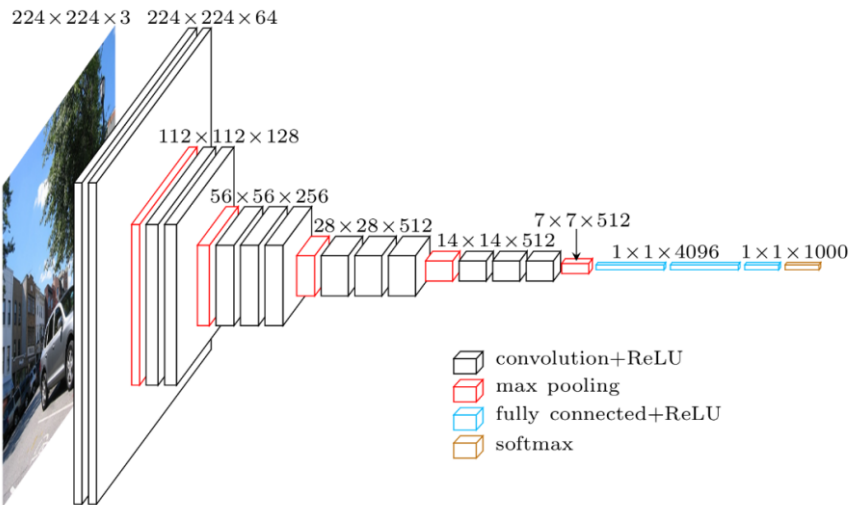 224×224×3
224×224×64
112×112×128
56×56×256
28×28×512
14×14×512
7×7×512
1×1×4096
1×1×1000
convolution+ReLU
max pooling
fully connected+ReLU
softmax